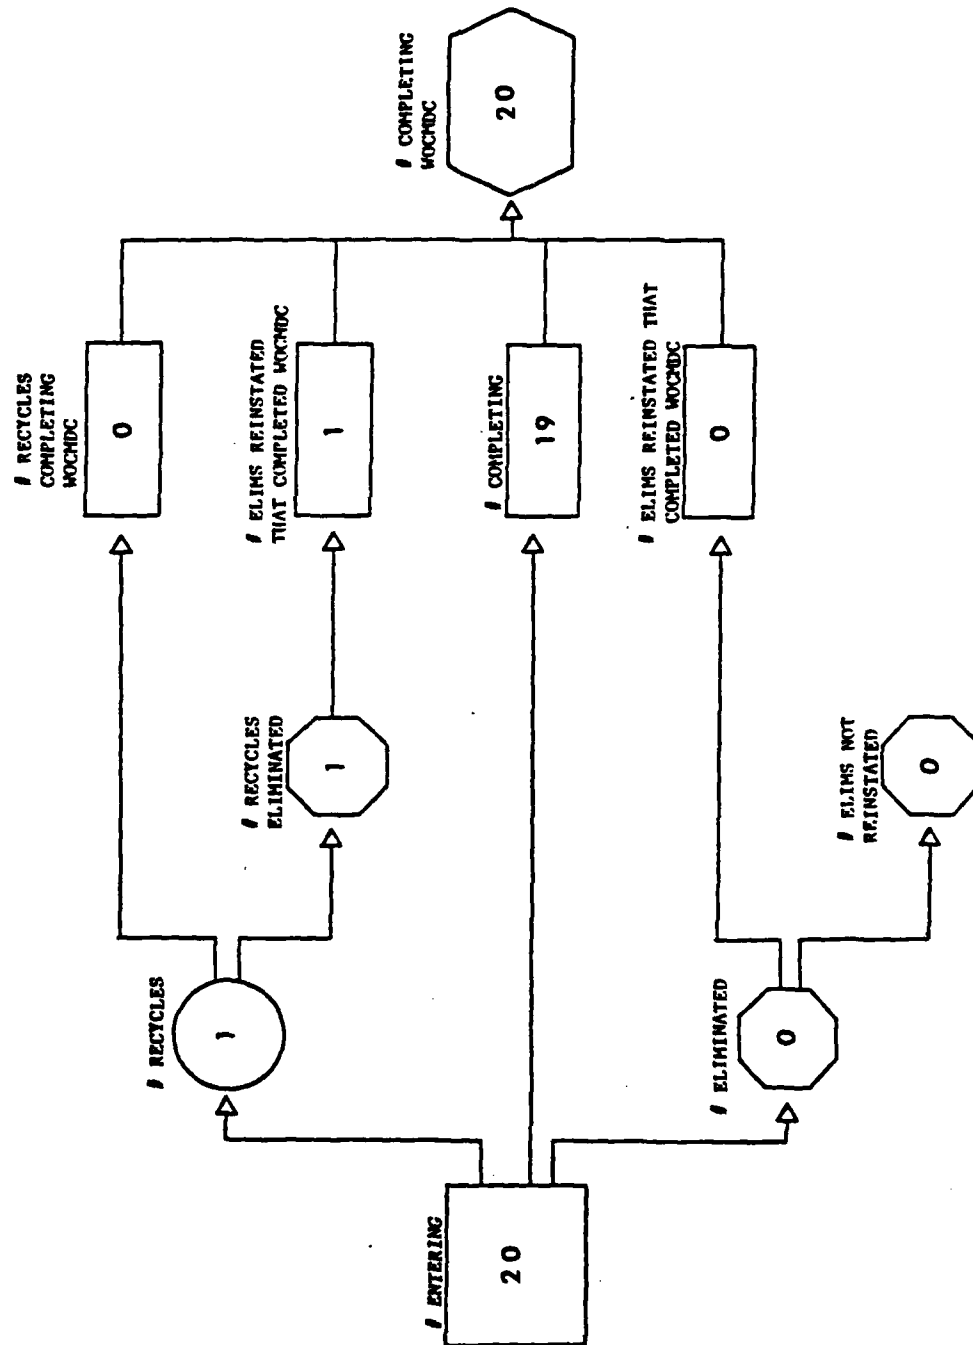 # ENTERING
20
# RECYCLES
1
# ELIMINATED
0
# RECYCLES
ELIMINATED
1
# ELIMS NOT
REINSTATED
0
# RECYCLES
COMPLETING
WOCMDC
0
# ELIMS REINSTATED
THAT COMPLETED WOCMDC
1
# COMPLETING
19
# ELIMS REINSTATED THAT
COMPLETED WOCMDC
0
# COMPLETING
WOCMDC
20